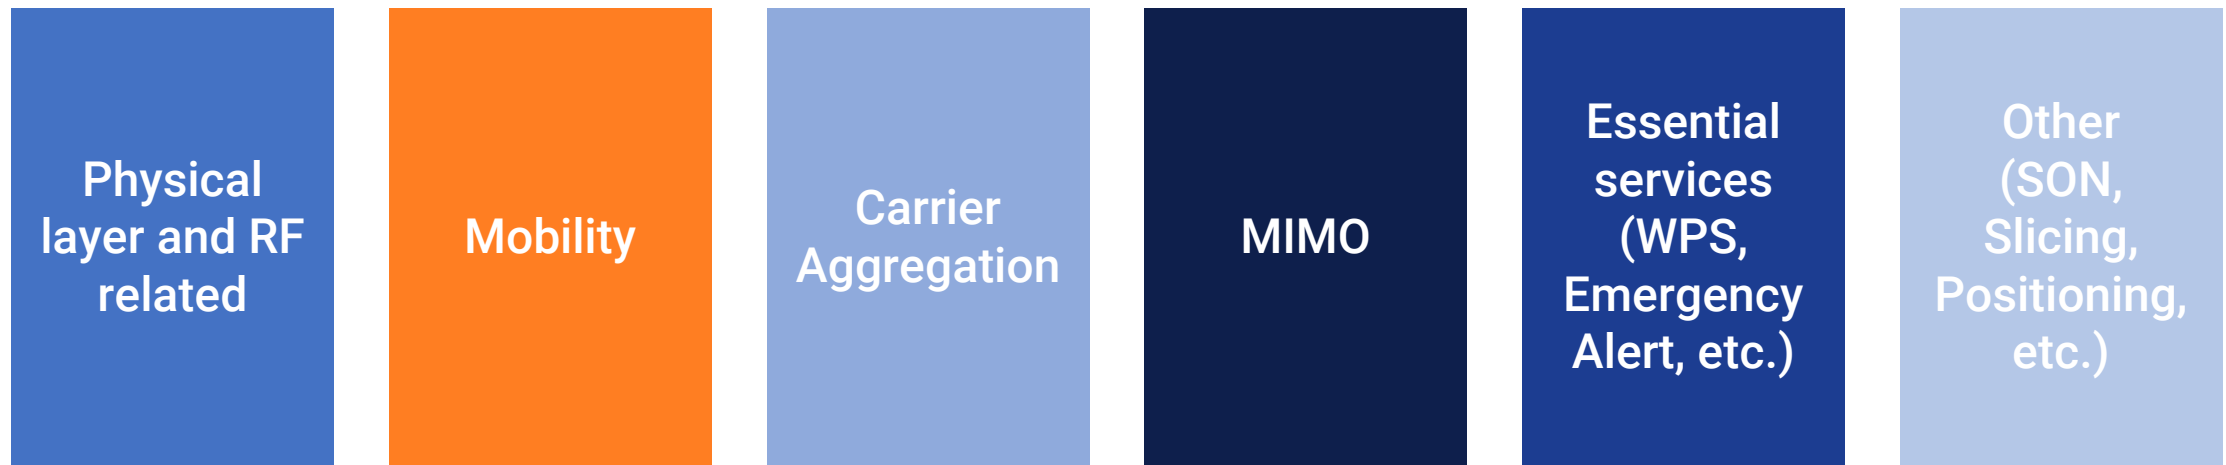 Physical
layer and RF
related
Mobility
Carrier
Aggregation
MIMO
Essential
services
(WPS,
Emergency
Alert, etc.)
Other
(SON,
Slicing,
Positioning,
etc.)